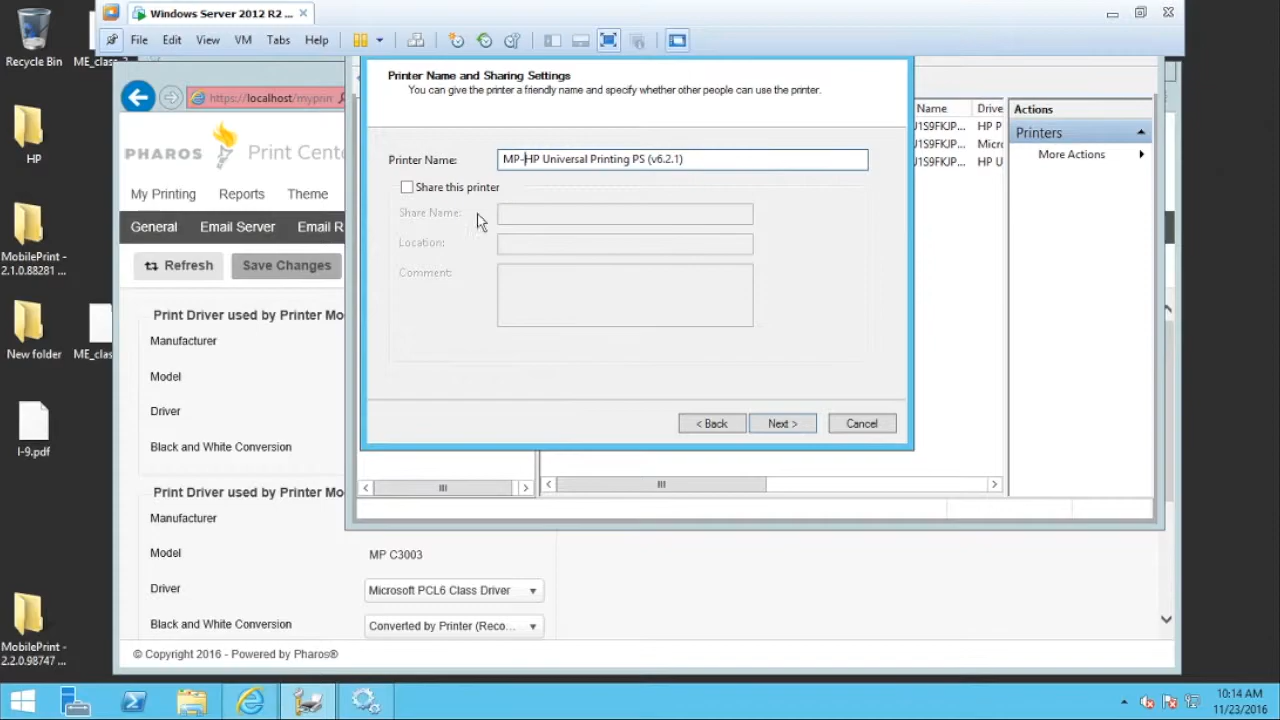 Windows Server 2012 R2 ...
File Edit View VM Tabs Help
Recycle Bin
HP
MobilePrint -
2.1.0.88281 ...
New folder
ME_clas
I-9.pdf
MobilePrint -
2.2.0.98747 ...
https://localhost/myprin
PHAROS Print Cente
My Printing Reports Theme
General Email Server Email R
Refresh Save Changes
Print Driver used by Printer Mo
Manufacturer
Model
Driver
Black and White Conversion
Print Driver used by Printer Mo
Manufacturer
Model MP C3003
Driver Microsoft PCL6 Class Driver
Black and White Conversion Converted by Printer (Reco...
© Copyright 2016 - Powered by Pharos®
Printer Name and Sharing Settings
You can give the printer a friendly name and specify whether other people can use the printer.
Printer Name: MP-HP Universal Printing PS (v6.2.1)
Share this printer
Share Name:
Location:
Comment:
< Back Next > Cancel
Name Drive
J1S9FKJP... HP P
J1S9FKJP... Micro
J1S9FKJP... HP U
Actions
Printers
More Actions
10:14 AM
11/23/2016